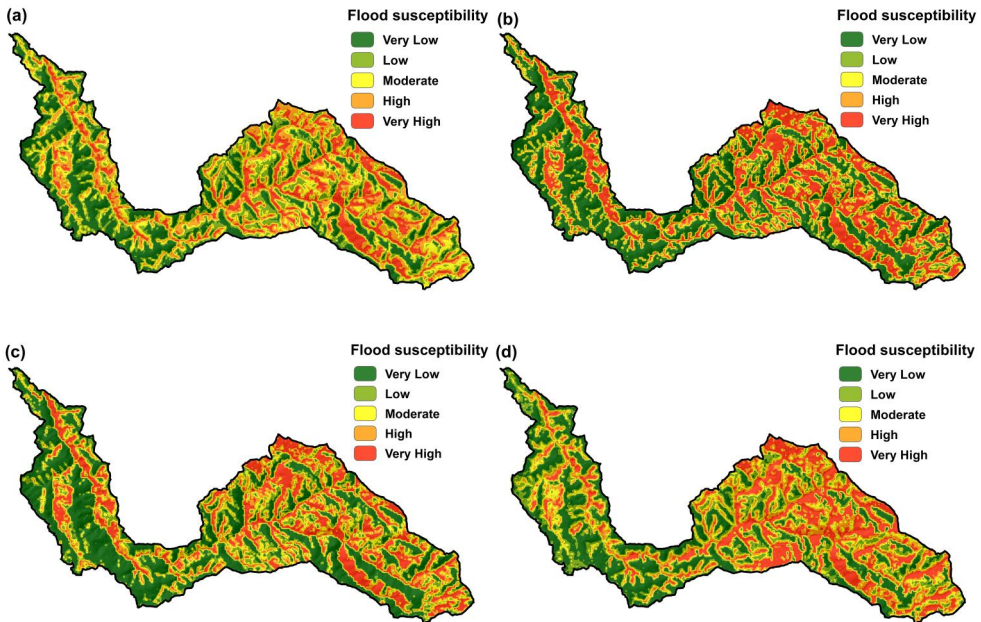 (a)
Flood susceptibility
Very Low
Low
Moderate
High
Very High
(b)
Flood susceptibility
Very Low
Low
Moderate
High
Very High
(c)
Flood susceptibility
Very Low
Low
Moderate
High
Very High
(d)
Flood susceptibility
Very Low
Low
Moderate
High
Very High